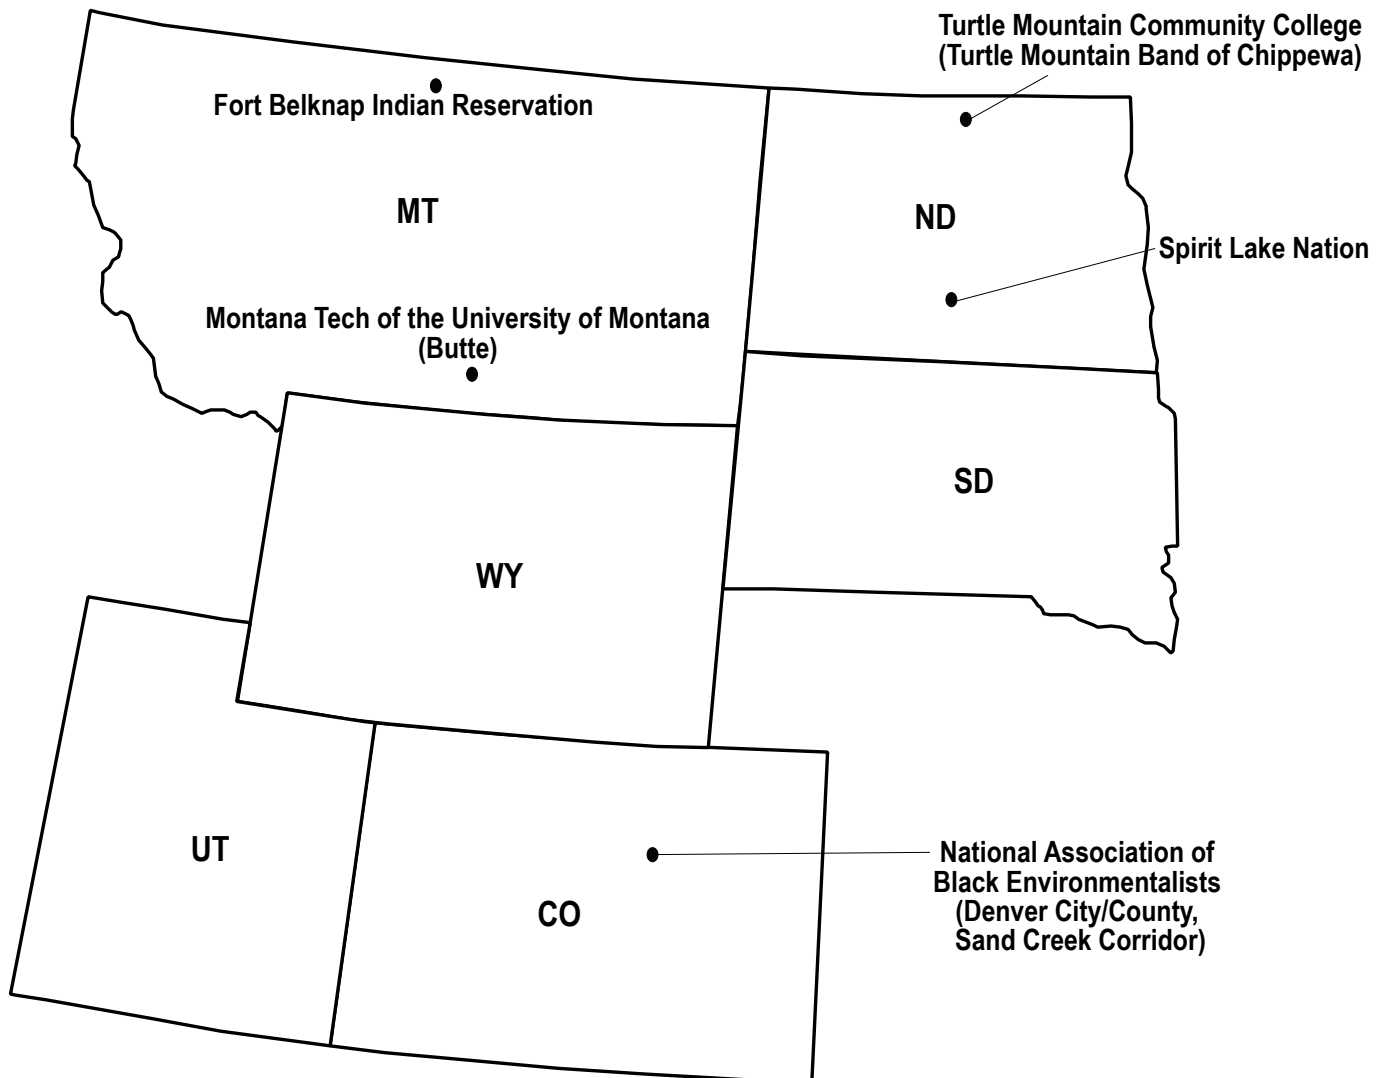 Turtle Mountain Community College
(Turtle Mountain Band of Chippewa)
Fort Belknap Indian Reservation
MT
ND
Spirit Lake Nation
Montana Tech of the University of Montana
(Butte)
SD
WY
UT
CO
National Association of
Black Environmentalists
(Denver City/County,
Sand Creek Corridor)